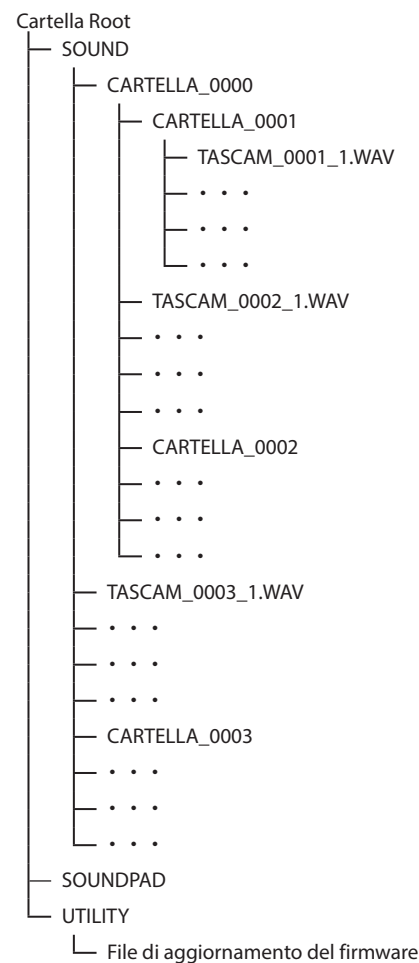 Cartella Root
SOUND
CARTELLA_0000
CARTELLA_0001
TASCAM_0001_1.WAV
・・・
・・・
・・・
TASCAM_0002_1.WAV
・・・
・・・
・・・
CARTELLA_0002
・・・
・・・
・・・
TASCAM_0003_1.WAV
・・・
・・・
・・・
CARTELLA_0003
・・・
・・・
・・・
SOUNDPAD
UTILITY
File di aggiornamento del firmware